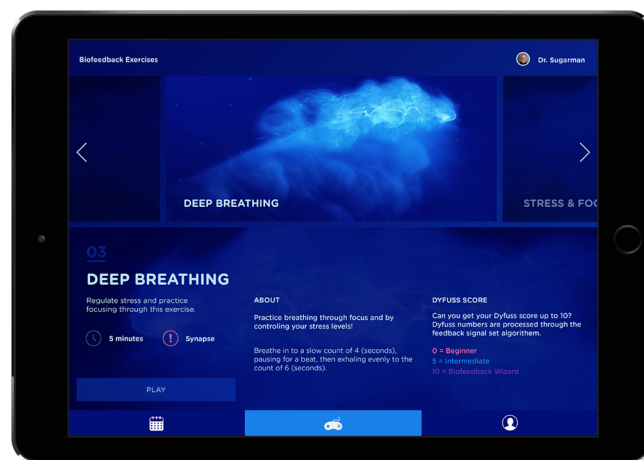 Biofeedback Exercises
Dr. Sugarman
DEEP BREATHING
STRESS & FOC
03
DEEP BREATHING
Regulate stress and practice
focusing through this exercise.
5 minutes
Synapse
PLAY
ABOUT
Practice breathing through focus and by
controling your stress levels!
Breathe in to a slow count of 4 (seconds),
pausing for a beat, then exhaling evenly to the
count of 6 (seconds).
DYFUSS SCORE
Can you get your Dyfuss score up to 10?
Dyfuss numbers are processed through the
feedback signal set algorithem.
0 = Beginner
5 = Intermediate
10 = Biofeedback Wizard